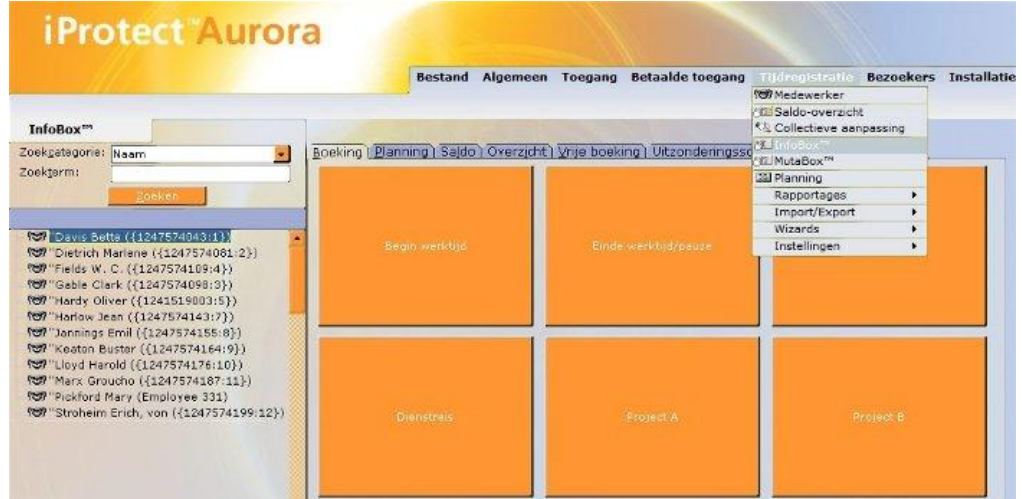 iProtect™Aurora
Bestand Algemeen Toegang Betaalde toegang Tijdregistratie Bezoekers Installatie
Medewerker
Saldo-overzicht
Collectieve aanpassing
InfoBox™
MutaBox™
Planning
Rapportages
Import/Export
Wizards
Instellingen
InfoBox™
Zoekcategorie: Naam
Zoekterm:
Zoeken
"Davis Bette ({1247574043:1})
"Dietrich Marlene ({1247574081:2})
"Fields W. C. ({1247574109:4})
"Gable Clark ({1247574098:3})
"Hardy Oliver ({1241519003:5})
"Harlow Jean ({1247574143:7})
"Jannings Emil ({1247574155:8})
"Keaton Buster ({1247574164:9})
"Lloyd Harold ({1247574176:10})
"Marx Groucho ({1247574187:11})
"Pickford Mary (Employee 331)
"Stroheim Erich, von ({1247574199:12})
Boeking Planning Saldo Overzicht Vrije boeking
Begin werktijd Einde werktijd/pauze
Dienstreis Project A Project B